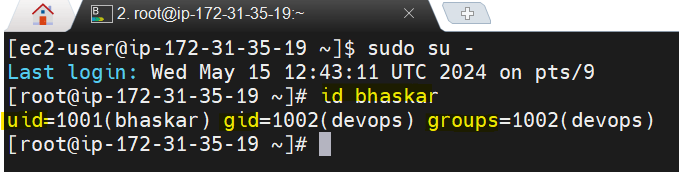 2. root@ip-172-31-35-19:~
[ec2-user@ip-172-31-35-19 ~]$ sudo su -
Last login: Wed May 15 12:43:11 UTC 2024 on pts/9
[root@ip-172-31-35-19 ~]# id bhaskar
uid=1001(bhaskar) gid=1002(devops) groups=1002(devops)
[root@ip-172-31-35-19 ~]#